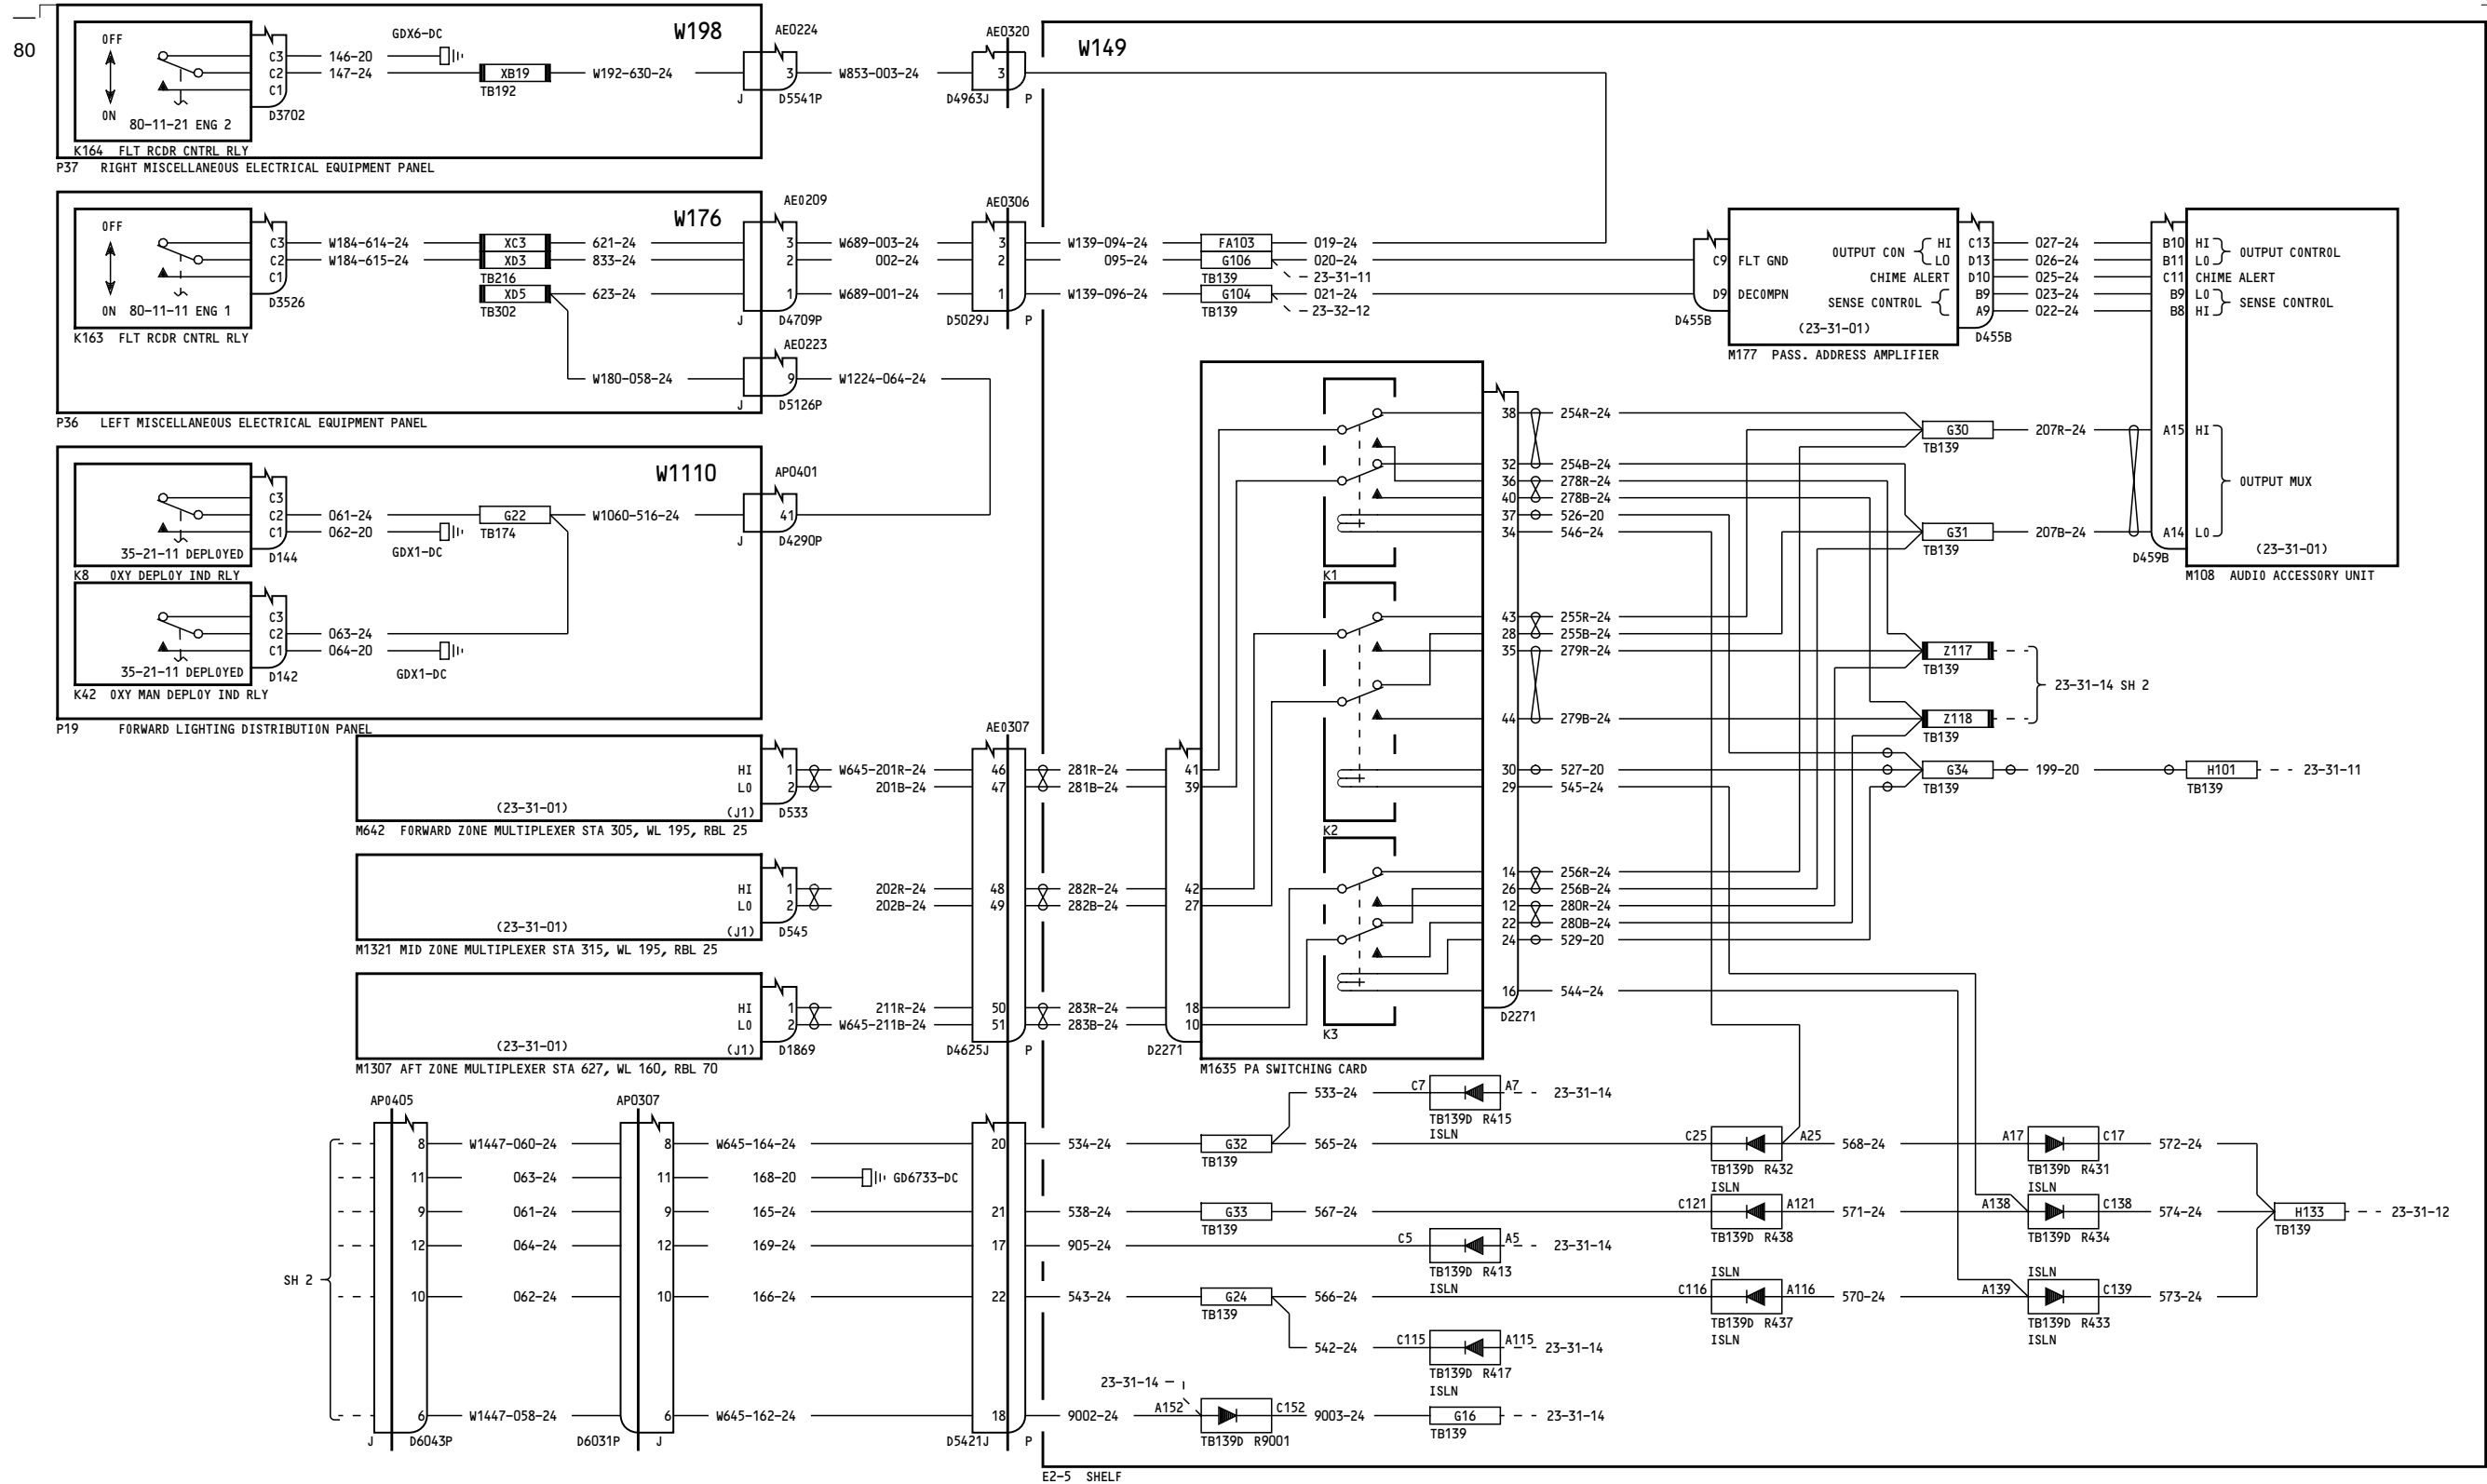 80
OFF
ON
80-11-21 ENG 2
C3
C2
C1
D3702
146-20
147-24
GDX6-DC
XB19
TB192
W192-630-24
W198
AE0224
3
J
D5541P
W853-003-24
AE0320
3
D4963J
P
W149
K164 FLT RCDR CNTRL RLY
P37 RIGHT MISCELLANEOUS ELECTRICAL EQUIPMENT PANEL
OFF
ON 80-11-11 ENG 1
C3
C2
C1
D3526
K163 FLT RCDR CNTRL RLY
W184-614-24
W184-615-24
XC3
XD3
TB216
XD5
TB302
621-24
833-24
623-24
W180-058-24
W176
AE0209
3
2
1
J
D4709P
AE0223
9
J
D5126P
W689-003-24
002-24
W689-001-24
W1224-064-24
AE0306
3
2
1
D5029J
P
W139-094-24
095-24
W139-096-24
FA103
G106
TB139
G104
TB139
019-24
020-24
23-31-11
021-24
23-32-12
P36 LEFT MISCELLANEOUS ELECTRICAL EQUIPMENT PANEL
C9 FLT GND
D9 DECOMPN
D455B
OUTPUT CON
HI
LO
CHIME ALERT
SENSE CONTROL
(23-31-01)
M177 PASS. ADDRESS AMPLIFIER
C13
D13
D10
B9
A9
D455B
027-24
026-24
025-24
023-24
022-24
B10 HI
B11 LO
OUTPUT CONTROL
C11 CHIME ALERT
B9 LO
B8 HI
SENSE CONTROL
A15 HI
OUTPUT MUX
A14 LO
(23-31-01)
D459B
M108 AUDIO ACCESSORY UNIT
W1110
C3
C2
C1
35-21-11 DEPLOYED
D144
K8 OXY DEPLOY IND RLY
061-24
062-20
GDX1-DC
G22
TB174
W1060-516-24
AP0401
41
J
D4290P
C3
C2
C1
35-21-11 DEPLOYED
D142
K42 OXY MAN DEPLOY IND RLY
063-24
064-20
GDX1-DC
P19 FORWARD LIGHTING DISTRIBUTION PANEL
K1
K2
K3
38
32
36
40
37
34
43
28
35
44
30
29
14
26
12
22
24
16
D2271
254R-24
254B-24
278R-24
278B-24
526-20
546-24
255R-24
255B-24
279R-24
279B-24
527-20
545-24
256R-24
256B-24
280R-24
280B-24
529-20
544-24
G30
TB139
207R-24
G31
TB139
207B-24
Z117
TB139
23-31-14 SH 2
Z118
TB139
G34
TB139
199-20
H101
TB139
23-31-11
HI
LO
1
2
(23-31-01)
(J1)
D533
M642 FORWARD ZONE MULTIPLEXER STA 305, WL 195, RBL 25
W645-201R-24
201B-24
AE0307
46
47
281R-24
281B-24
41
39
HI
LO
1
2
(23-31-01)
(J1)
D545
M1321 MID ZONE MULTIPLEXER STA 315, WL 195, RBL 25
202R-24
202B-24
48
49
282R-24
282B-24
42
27
HI
LO
1
2
(23-31-01)
(J1)
D1869
M1307 AFT ZONE MULTIPLEXER STA 627, WL 160, RBL 70
211R-24
W645-211B-24
50
51
283R-24
283B-24
18
10
D4625J
P
D2271
M1635 PA SWITCHING CARD
AP0405
AP0307
SH 2
8
11
9
12
10
6
J
D6043P
W1447-060-24
063-24
061-24
064-24
062-24
W1447-058-24
8
11
9
12
10
6
D6031P
J
W645-164-24
168-20
GD6733-DC
165-24
169-24
166-24
W645-162-24
20
21
17
22
18
D5421J
P
534-24
538-24
905-24
543-24
9002-24
G32
TB139
533-24
C7
A7
23-31-14
TB139D R415
ISLN
565-24
C25
A25
TB139D R432
ISLN
568-24
A17
C17
TB139D R431
ISLN
572-24
G33
TB139
567-24
C121
A121
TB139D R438
571-24
A138
C138
TB139D R434
574-24
H133
TB139
23-31-12
C5
A5
23-31-14
TB139D R413
ISLN
G24
TB139
566-24
C116
ISLN
A116
TB139D R437
ISLN
570-24
A139
ISLN
C139
TB139D R433
ISLN
573-24
542-24
C115
A115
23-31-14
TB139D R417
ISLN
23-31-14
A152
C152
TB139D R9001
9003-24
G16
TB139
23-31-14
E2-5 SHELF